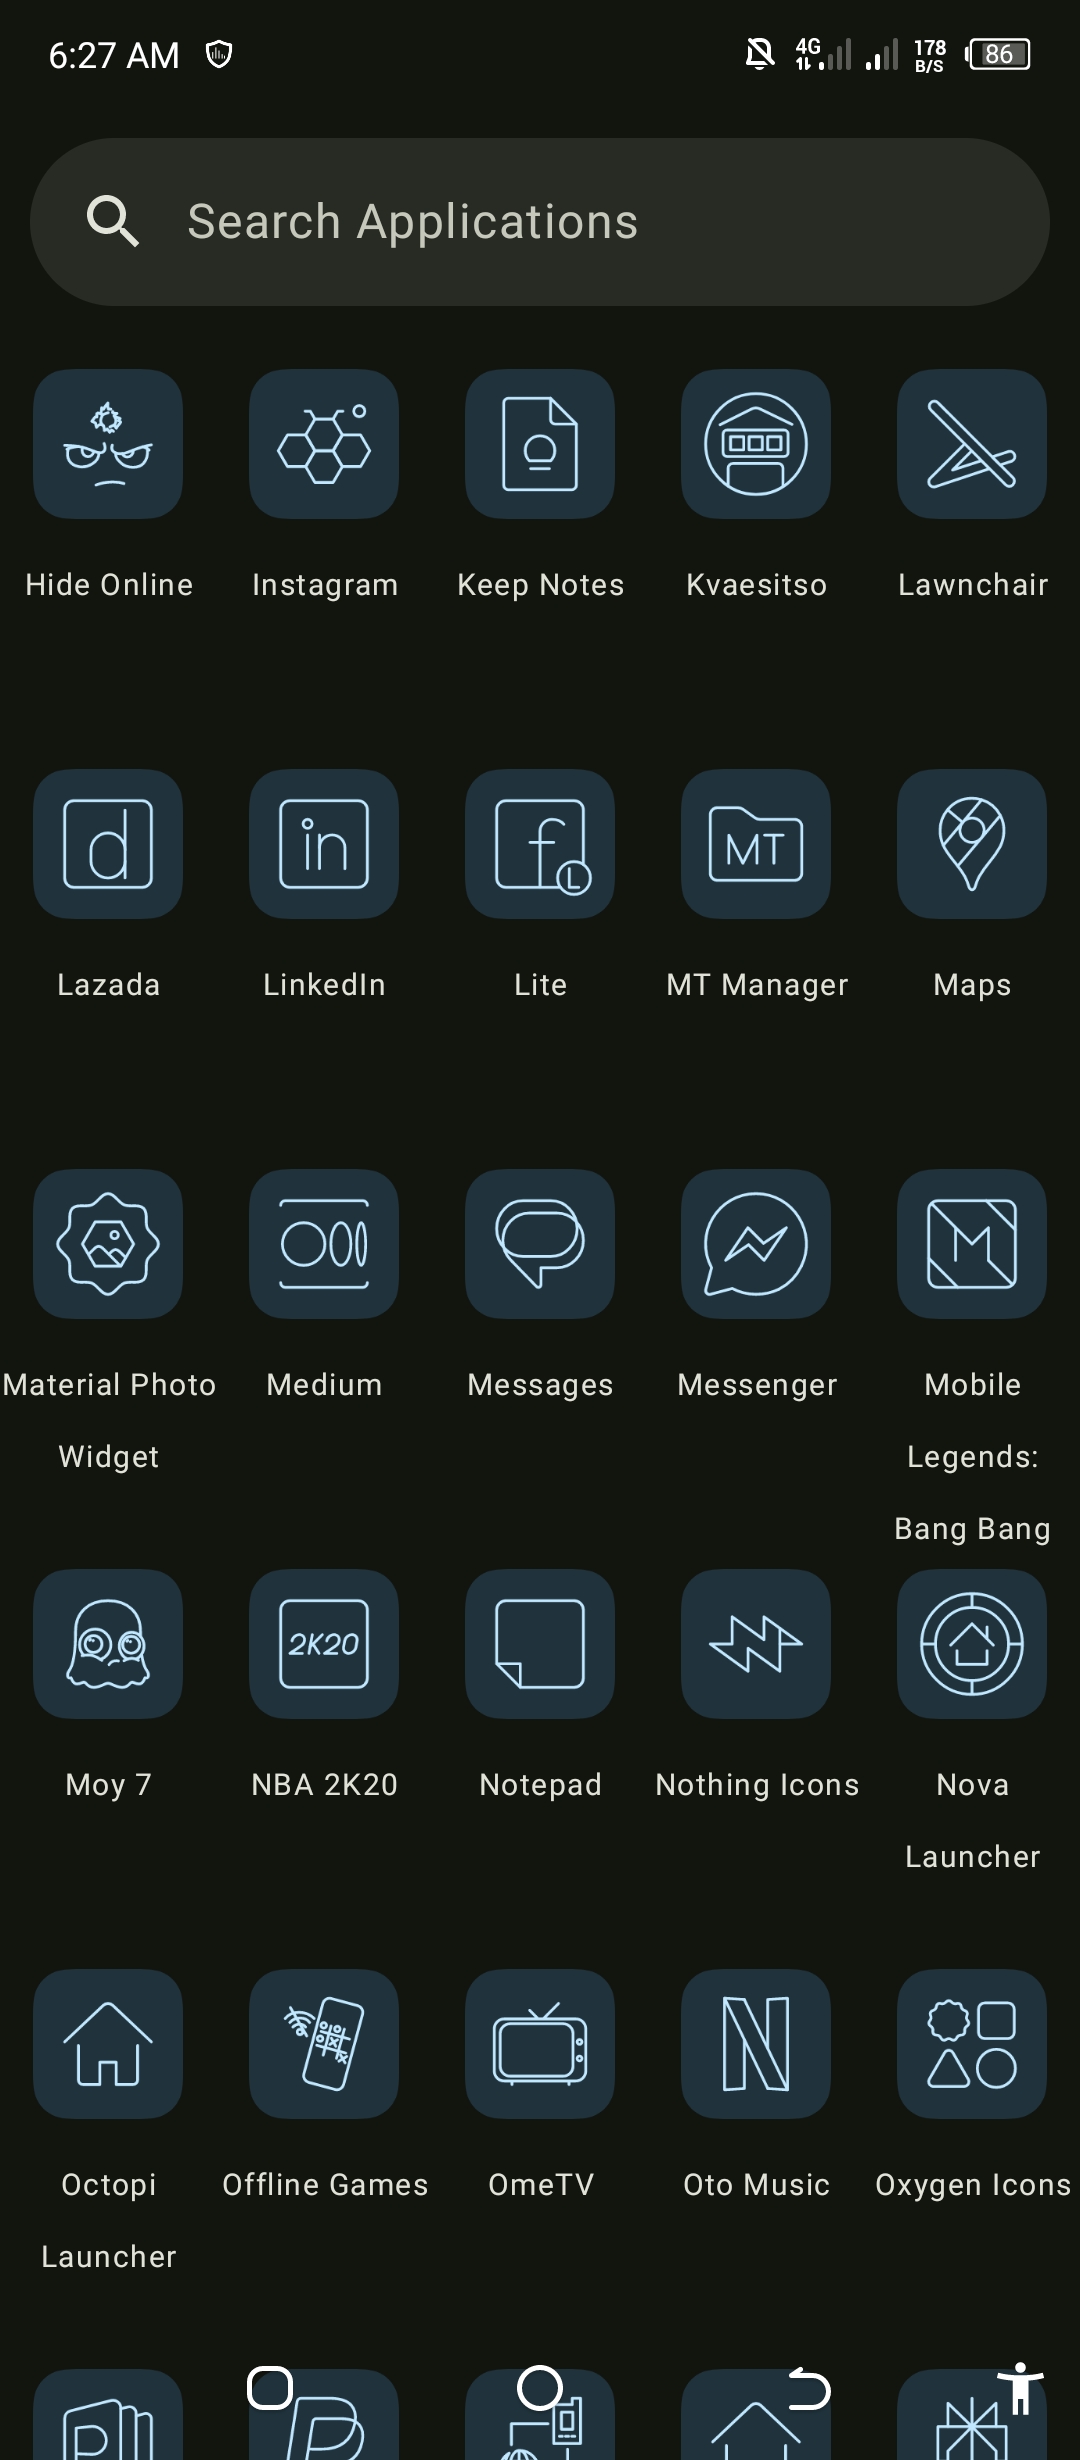 6:27 AM 4G 178 B/S 86
Search Applications
Hide Online Instagram Keep Notes Kvaesitso Lawnchair
d in f L MT
Lazada LinkedIn Lite MT Manager Maps
M
Material Photo Medium Messages Messenger Mobile
Widget Legends:
Bang Bang
2K20 N
Moy 7 NBA 2K20 Notepad Nothing Icons Nova
Launcher
N
Octopi Offline Games OmeTV Oto Music Oxygen Icons
Launcher
P P